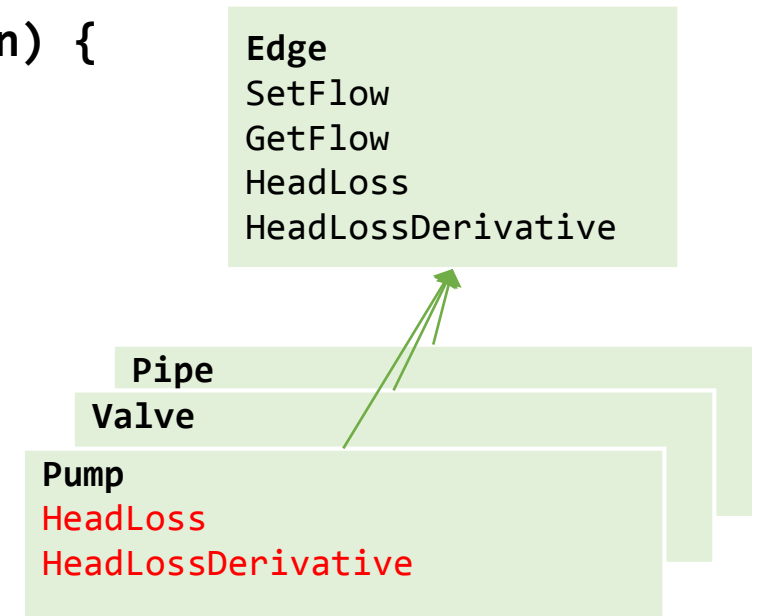 n) {
Edge
SetFlow
GetFlow
HeadLoss
HeadLossDerivative
Pipe
Valve
Pump
HeadLoss
HeadLossDerivative